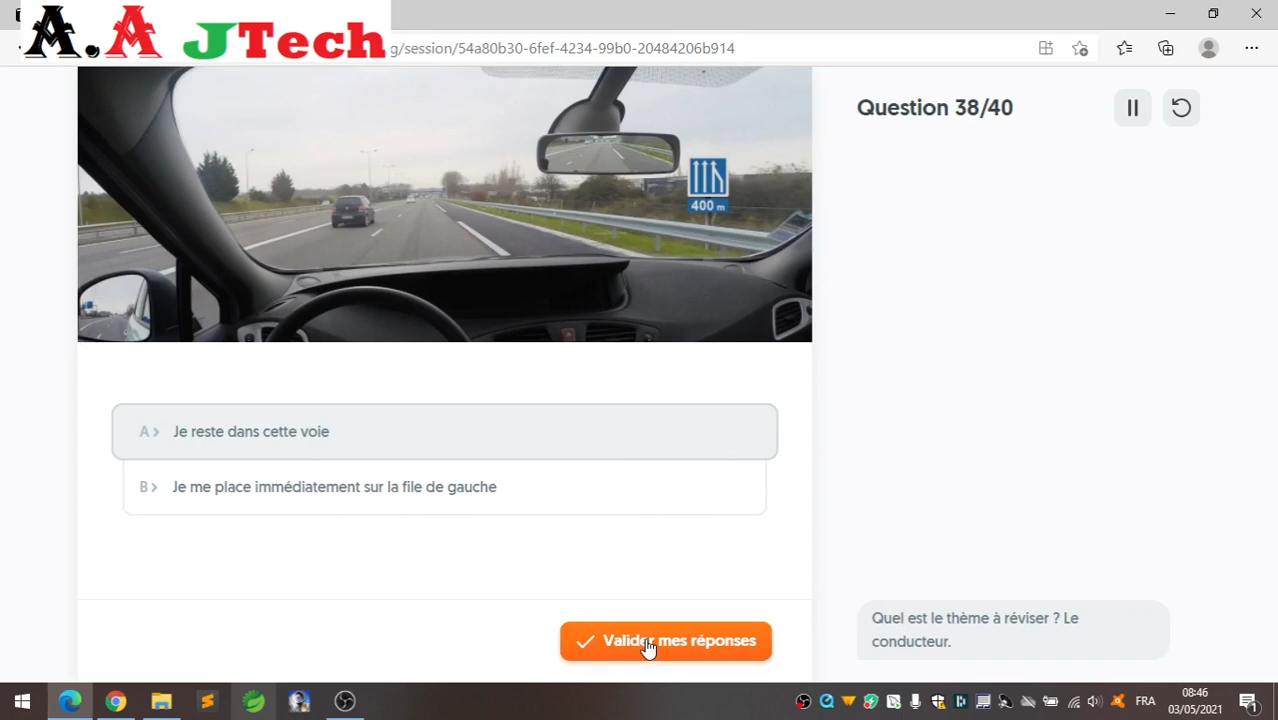 A.A JTech
g/session/54a80b30-6fef-4234-99b0-20484206b914
Question 38/40
400 m
A Je reste dans cette voie
B Je me place immédiatement sur la file de gauche
Valider mes réponses
Quel est le thème à réviser ? Le
conducteur.
FRA
08:46
03/05/2021
1